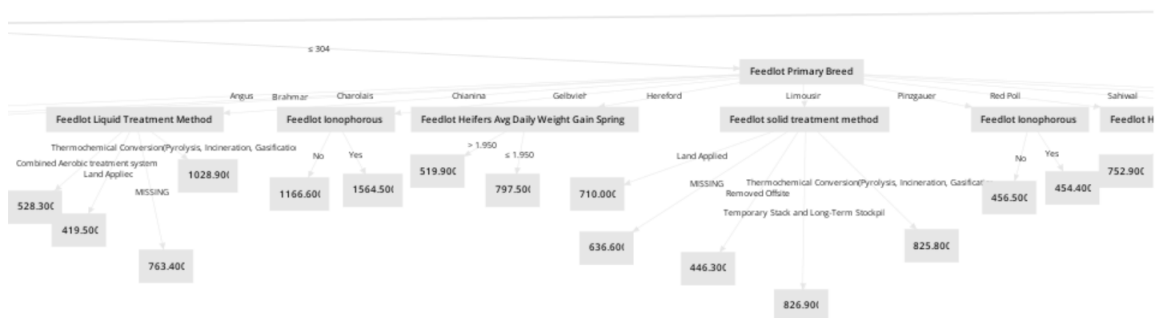 ≤ 304
Feedlot Primary Breed
Angus Brahmar Charolais Chianina Gelbvieh Hereford Limousir Pinzgauer Red Poll Sahiwal
Feedlot Liquid Treatment Method Feedlot Ionophorous Feedlot Heifers Avg Daily Weight Gain Spring Feedlot solid treatment method Feedlot Ionophorous Feedlot H
Thermochemical Conversion(Pyrolysis, Incineration, Gasificatio
Combined Aerobic treatment system
Land Appliec
MISSING
528.30(
419.50(
763.40(
1028.90(
No Yes
1166.60(
1564.50(
> 1.950
≤ 1.950
519.90(
797.50(
Land Applied
MISSING
Thermochemical Conversion(Pyrolysis, Incineration, Gasificat
Removed Offsite
Temporary Stack and Long-Term Stockpil
710.00(
636.60(
446.30(
826.90(
825.80(
No Yes
456.50(
454.40(
752.90(